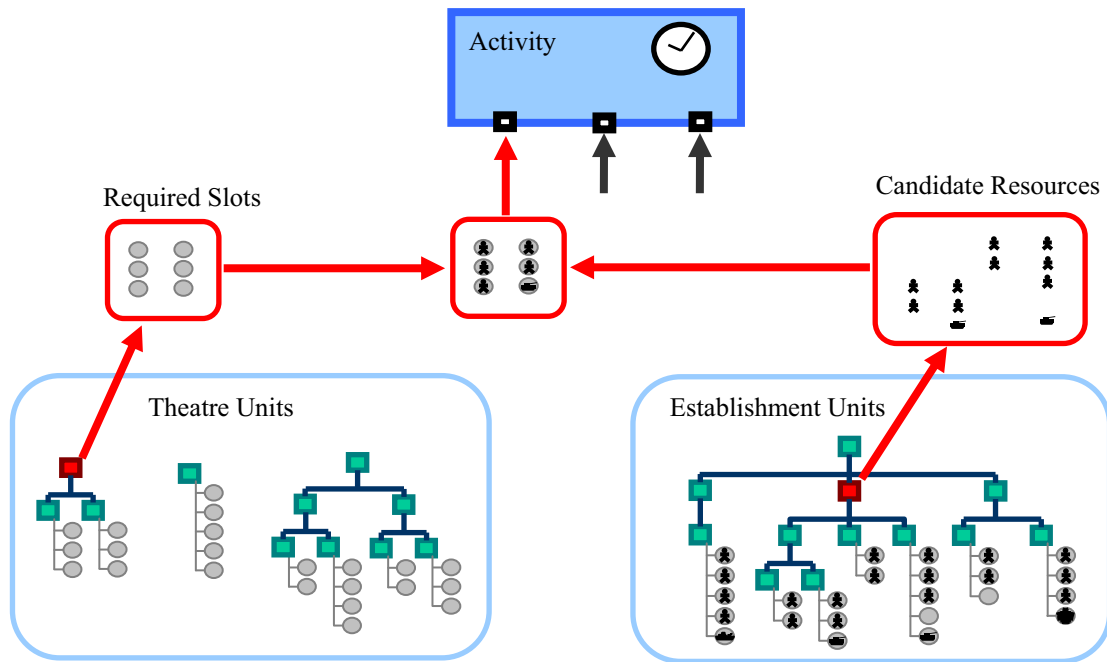 Activity
Required Slots
Candidate Resources
Theatre Units
Establishment Units